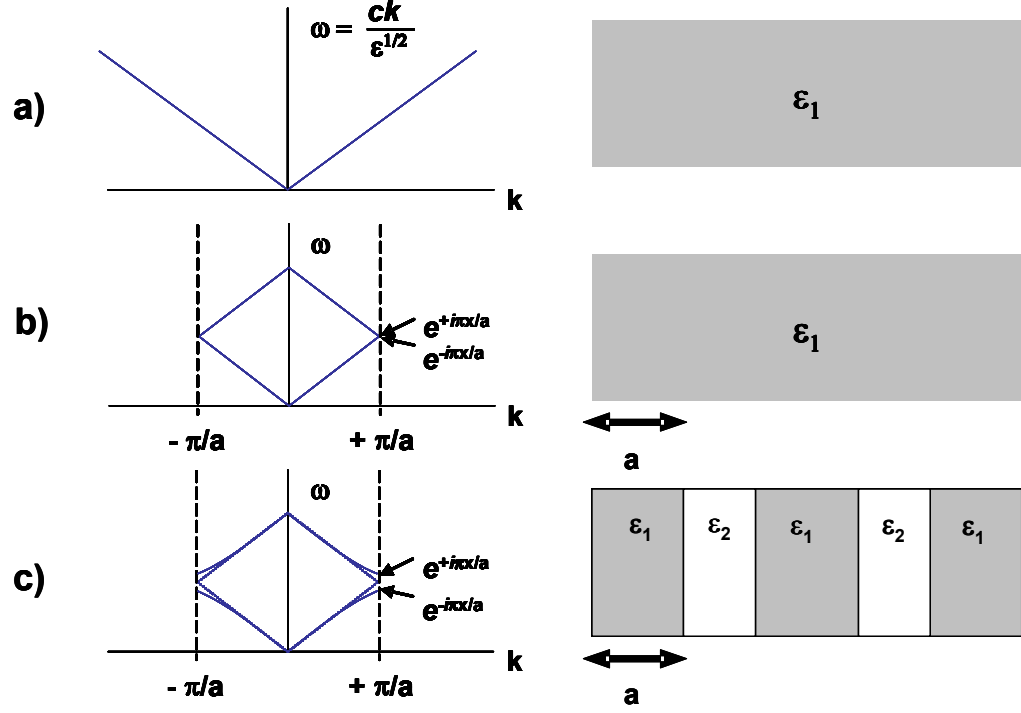 a)
ω = ck / ε^1/2
k
ε₁
b)
ω
e^+iπx/a
e^-iπx/a
k
- π/a
+ π/a
ε₁
a
c)
ω
e^+iπx/a
e^-iπx/a
k
- π/a
+ π/a
ε₁ ε₂ ε₁ ε₂ ε₁
a